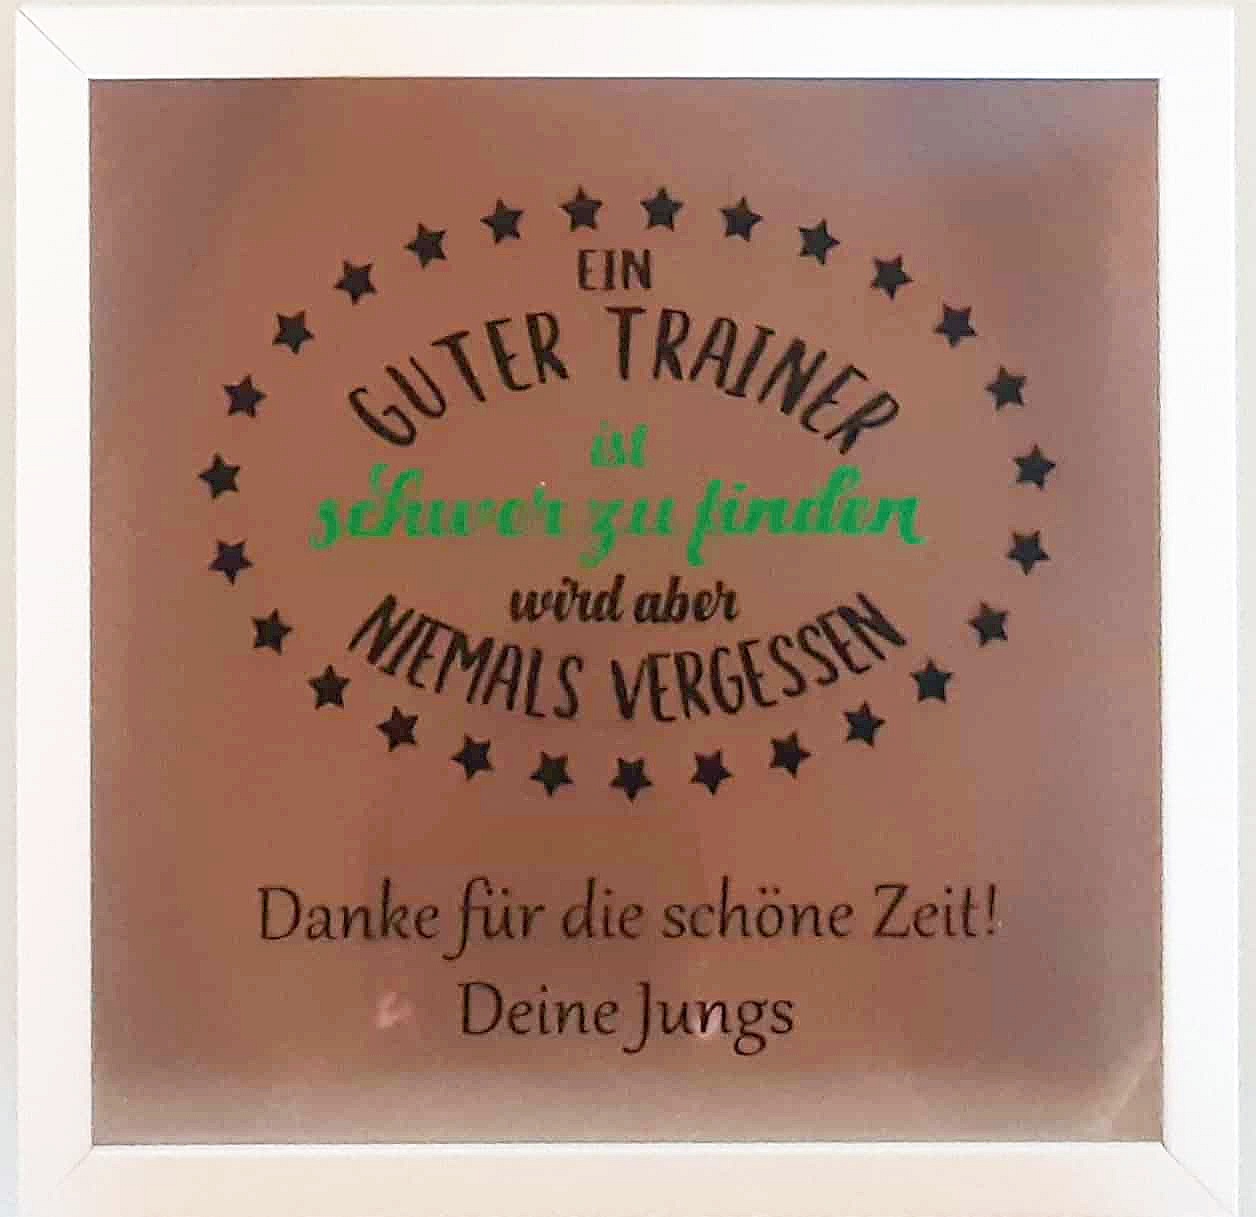 EIN
GUTER TRAINER
ist
schwer zu finden
wird aber
NIEMALS VERGESSEN
Danke für die schöne Zeit!
Deine Jungs